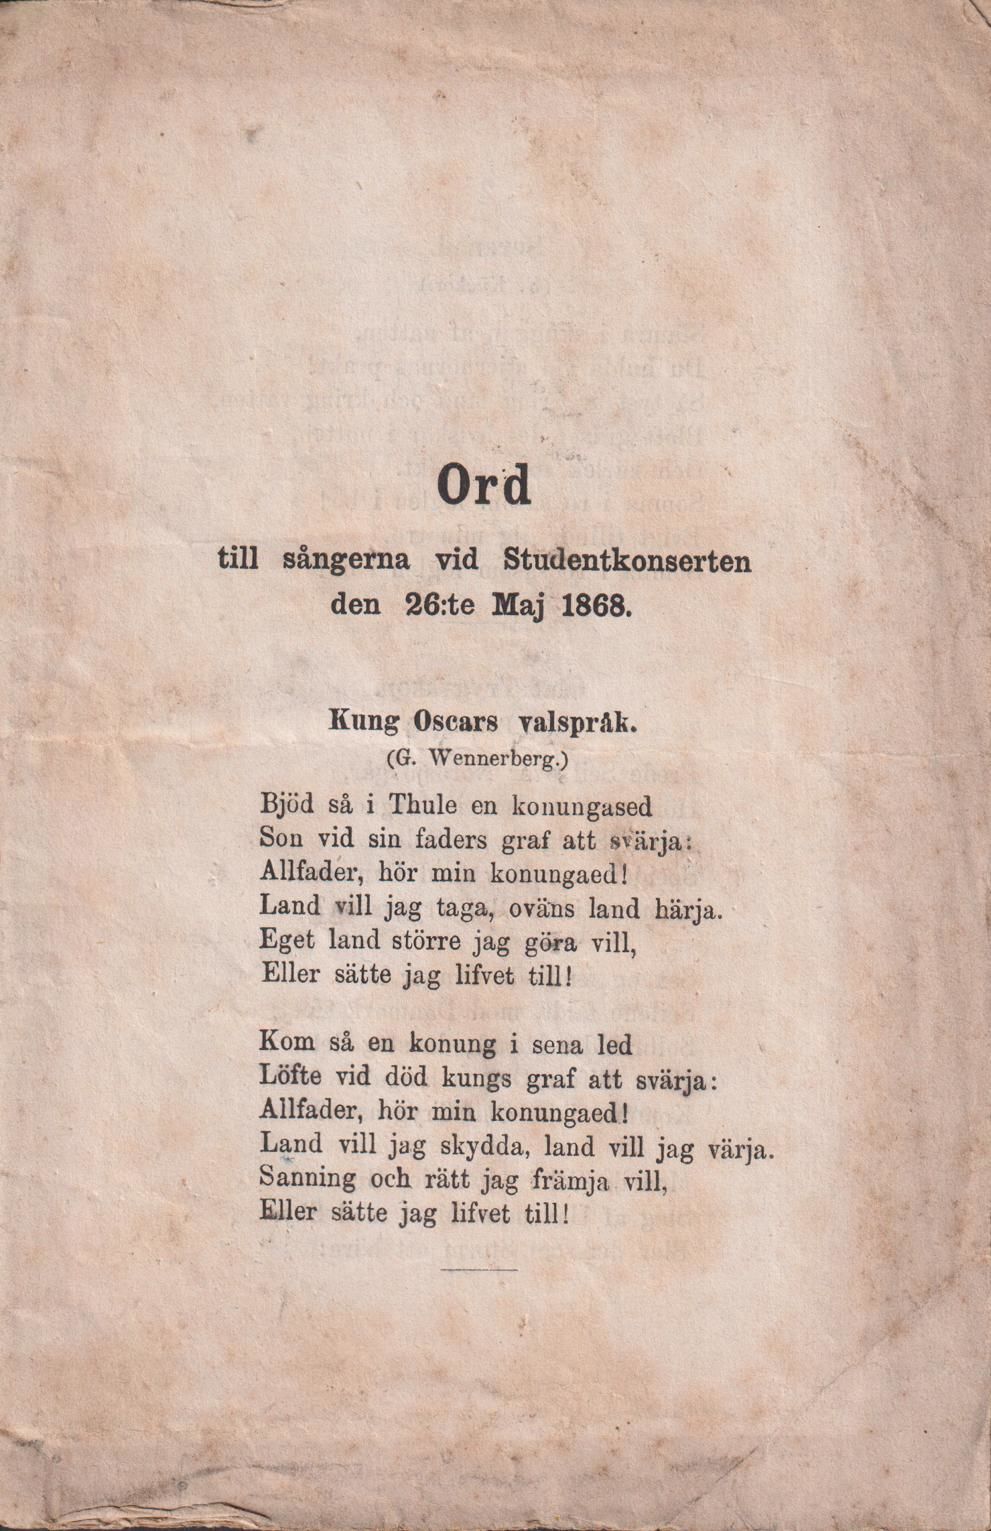 Ord
till sångerna vid Studentkonserten
den 26:te Maj 1868.
Kung Oscars valspråk.
(G. Wennerberg.)
Bjöd så i Thule en konungased
Son vid sin faders graf att svärja:
Allfader, hör min konungaed!
Land vill jag taga, oväns land härja.
Eget land större jag göra vill,
Eller sätte jag lifvet till!
Kom så en konung i sena led
Löfte vid död kungs graf att svärja:
Allfader, hör min konungaed!
Land vill jag skydda, land vill jag värja.
Sanning och rätt jag främja vill,
Eller sätte jag lifvet till!